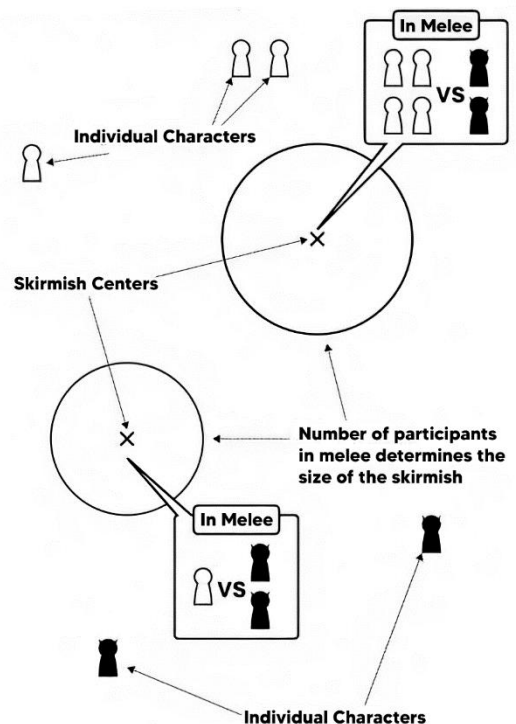 In Melee
VS
Individual Characters
Skirmish Centers
Number of participants
in melee determines the
size of the skirmish
In Melee
VS
Individual Characters